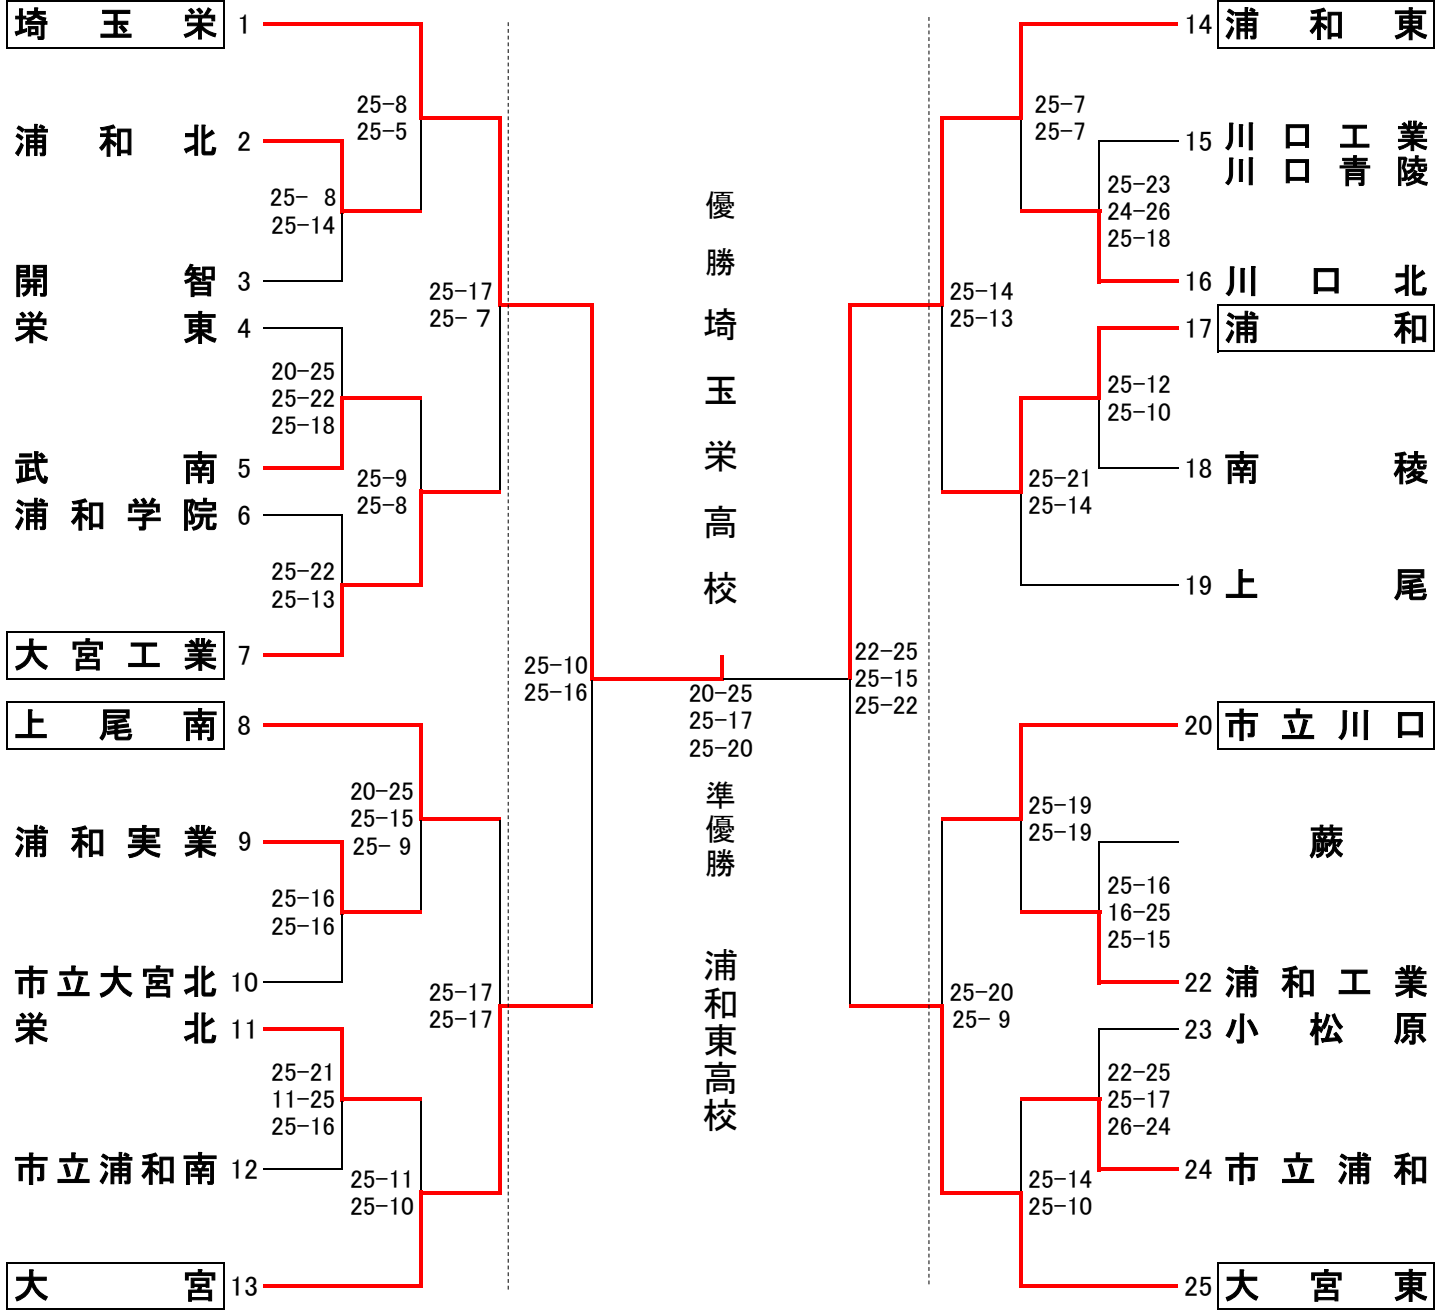 埼玉栄 1
25-8
25-5
浦和北 2
25- 8
25-14
開智 3
栄東 4
25-17
25- 7
20-25
25-22
25-18
武南 5
25-9
25-8
浦和学院 6
25-22
25-13
大宮工業 7
25-10
25-16
上尾南 8
20-25
25-15
25- 9
浦和実業 9
25-16
25-16
市立大宮北 10
25-17
25-17
栄北 11
25-21
11-25
25-16
市立浦和南 12
25-11
25-10
大宮 13
優勝 埼玉栄高校
20-25
25-17
25-20
準優勝 浦和東高校
14 浦和東
25-7
25-7
15 川口工業
川口青陵
25-23
24-26
25-18
16 川口北
25-14
25-13
17 浦和
25-12
25-10
18 南稜
25-21
25-14
19 上尾
22-25
25-15
25-22
20 市立川口
25-19
25-19
蕨
25-16
16-25
25-15
22 浦和工業
25-20
25- 9
23 小松原
22-25
25-17
26-24
24 市立浦和
25-14
25-10
25 大宮東